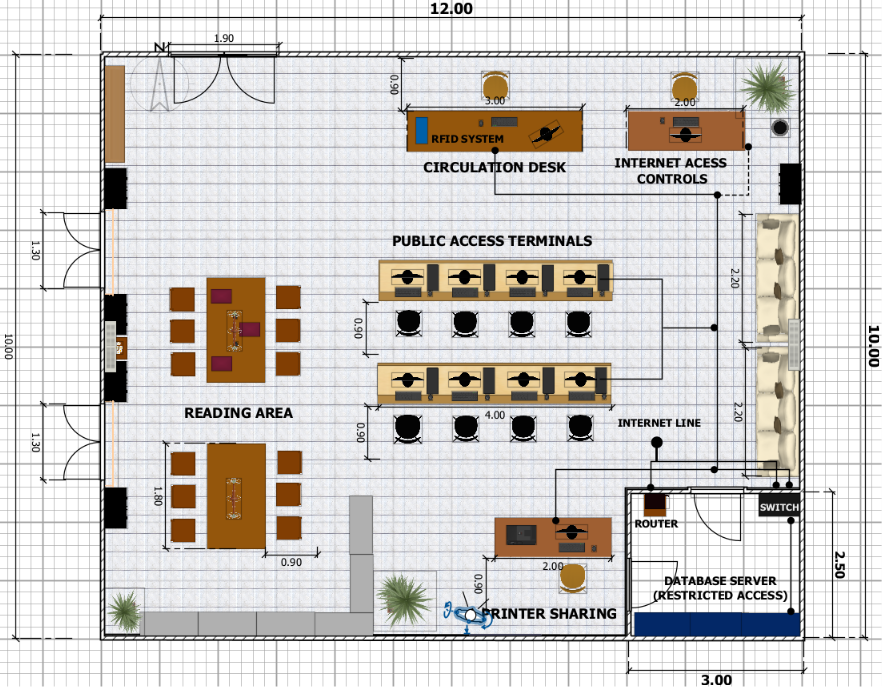 12.00
N
1.90
0.90
3.00
2.00
RFID SYSTEM
CIRCULATION DESK
INTERNET ACESS
CONTROLS
1.30
PUBLIC ACCESS TERMINALS
2.20
0.90
10.00
10.00
READING AREA
4.00
2.20
1.30
0.90
INTERNET LINE
1.80
ROUTER
SWITCH
0.90
2.00
2.50
0.90
DATABASE SERVER
(RESTRICTED ACCESS)
PRINTER SHARING
3.00